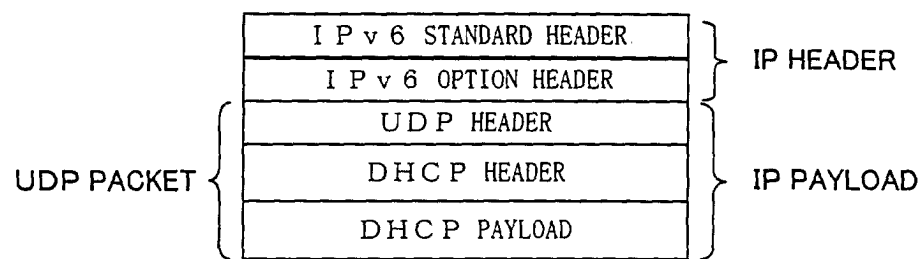 IPv6 STANDARD HEADER
IP HEADER
IPv6 OPTION HEADER
UDP HEADER
UDP PACKET
DHCP HEADER
IP PAYLOAD
DHCP PAYLOAD